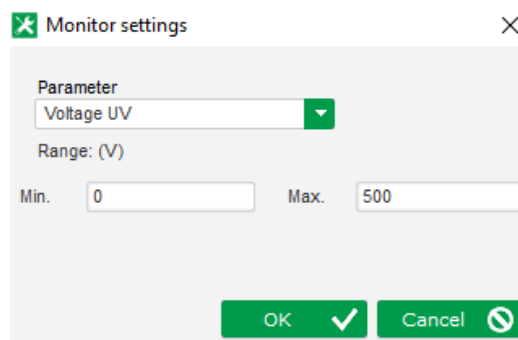 Monitor settings
Parameter
Voltage UV
Range: (V)
Min. 0 Max. 500
OK Cancel